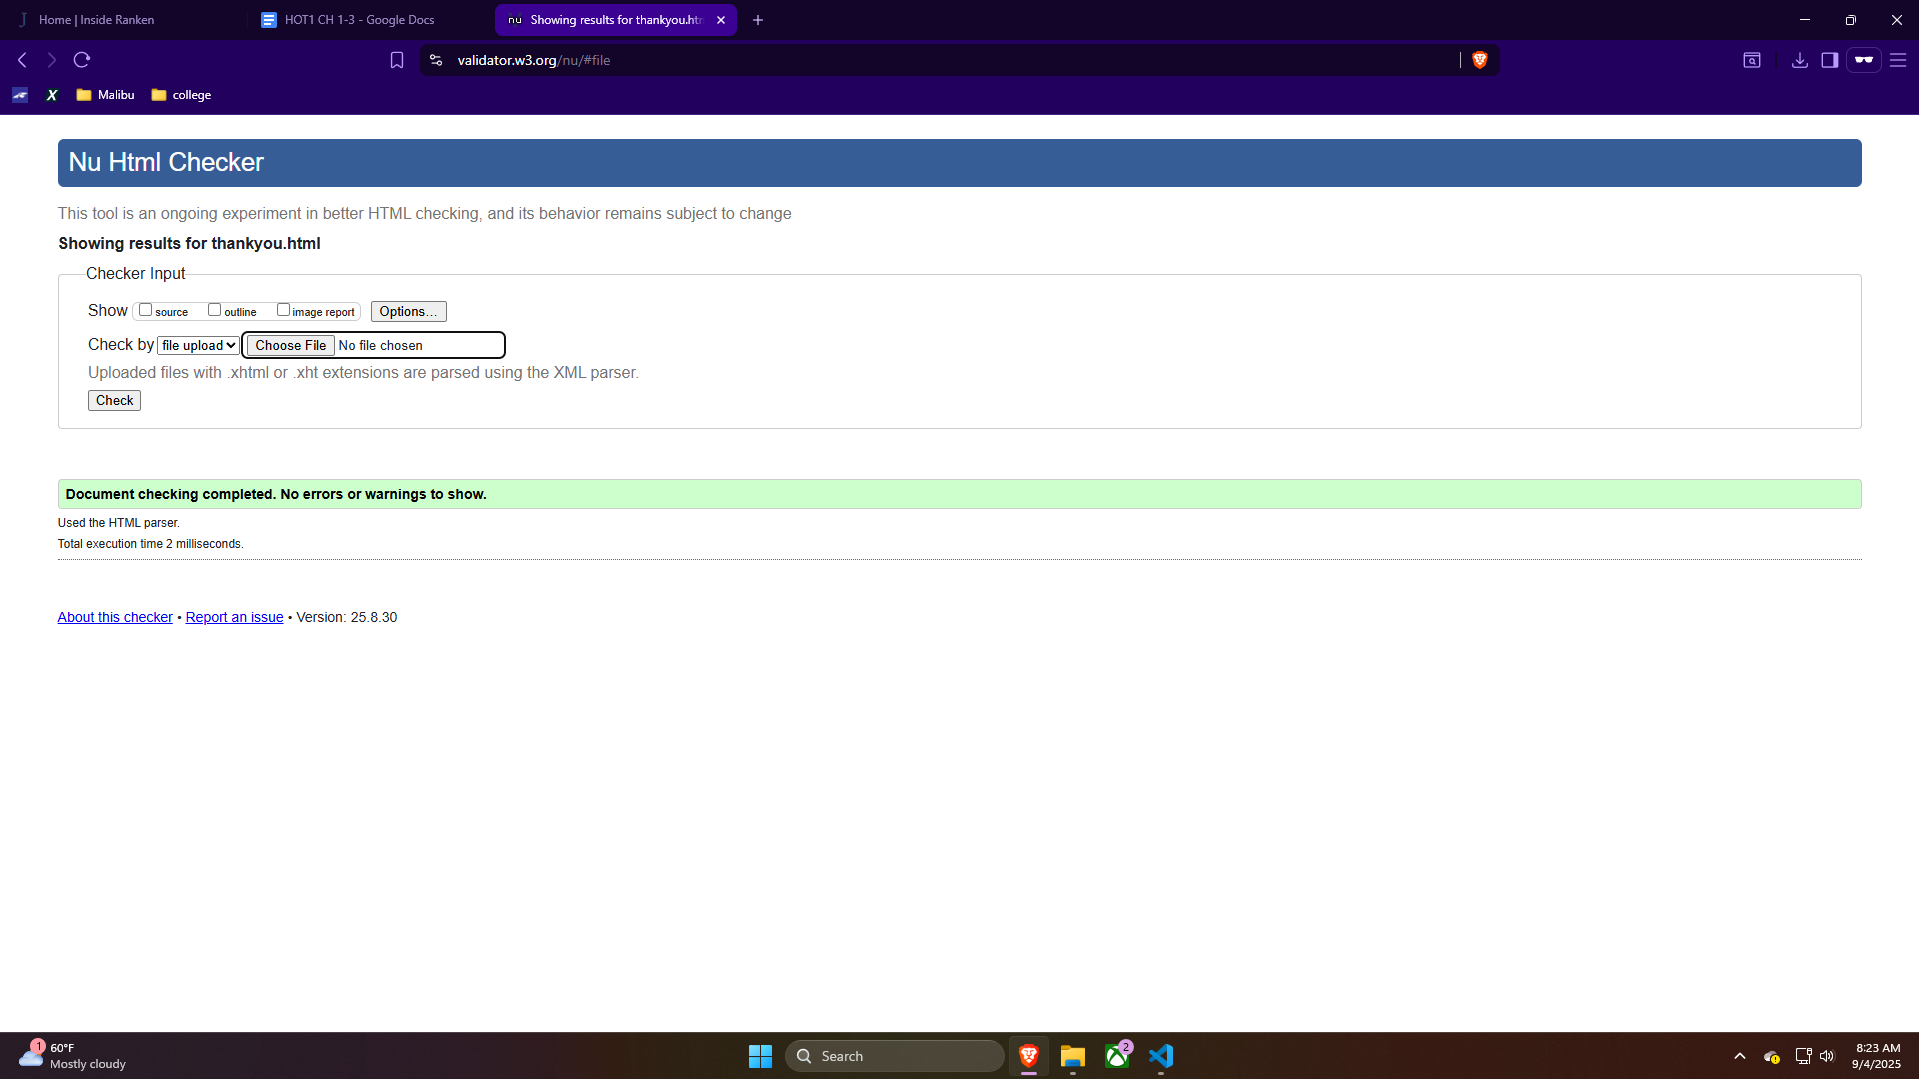 Home | Inside Ranken
HOT1 CH 1-3 - Google Docs
nu Showing results for thankyou.htm
validator.w3.org/nu/#file
X
Malibu
college
Nu Html Checker
This tool is an ongoing experiment in better HTML checking, and its behavior remains subject to change
Showing results for thankyou.html
Checker Input
Show source outline image report Options...
Check by file upload Choose File No file chosen
Uploaded files with .xhtml or .xht extensions are parsed using the XML parser.
Check
Document checking completed. No errors or warnings to show.
Used the HTML parser.
Total execution time 2 milliseconds.
About this checker • Report an issue • Version: 25.8.30
1
60°F
Mostly cloudy
Search
2
8:23 AM
9/4/2025